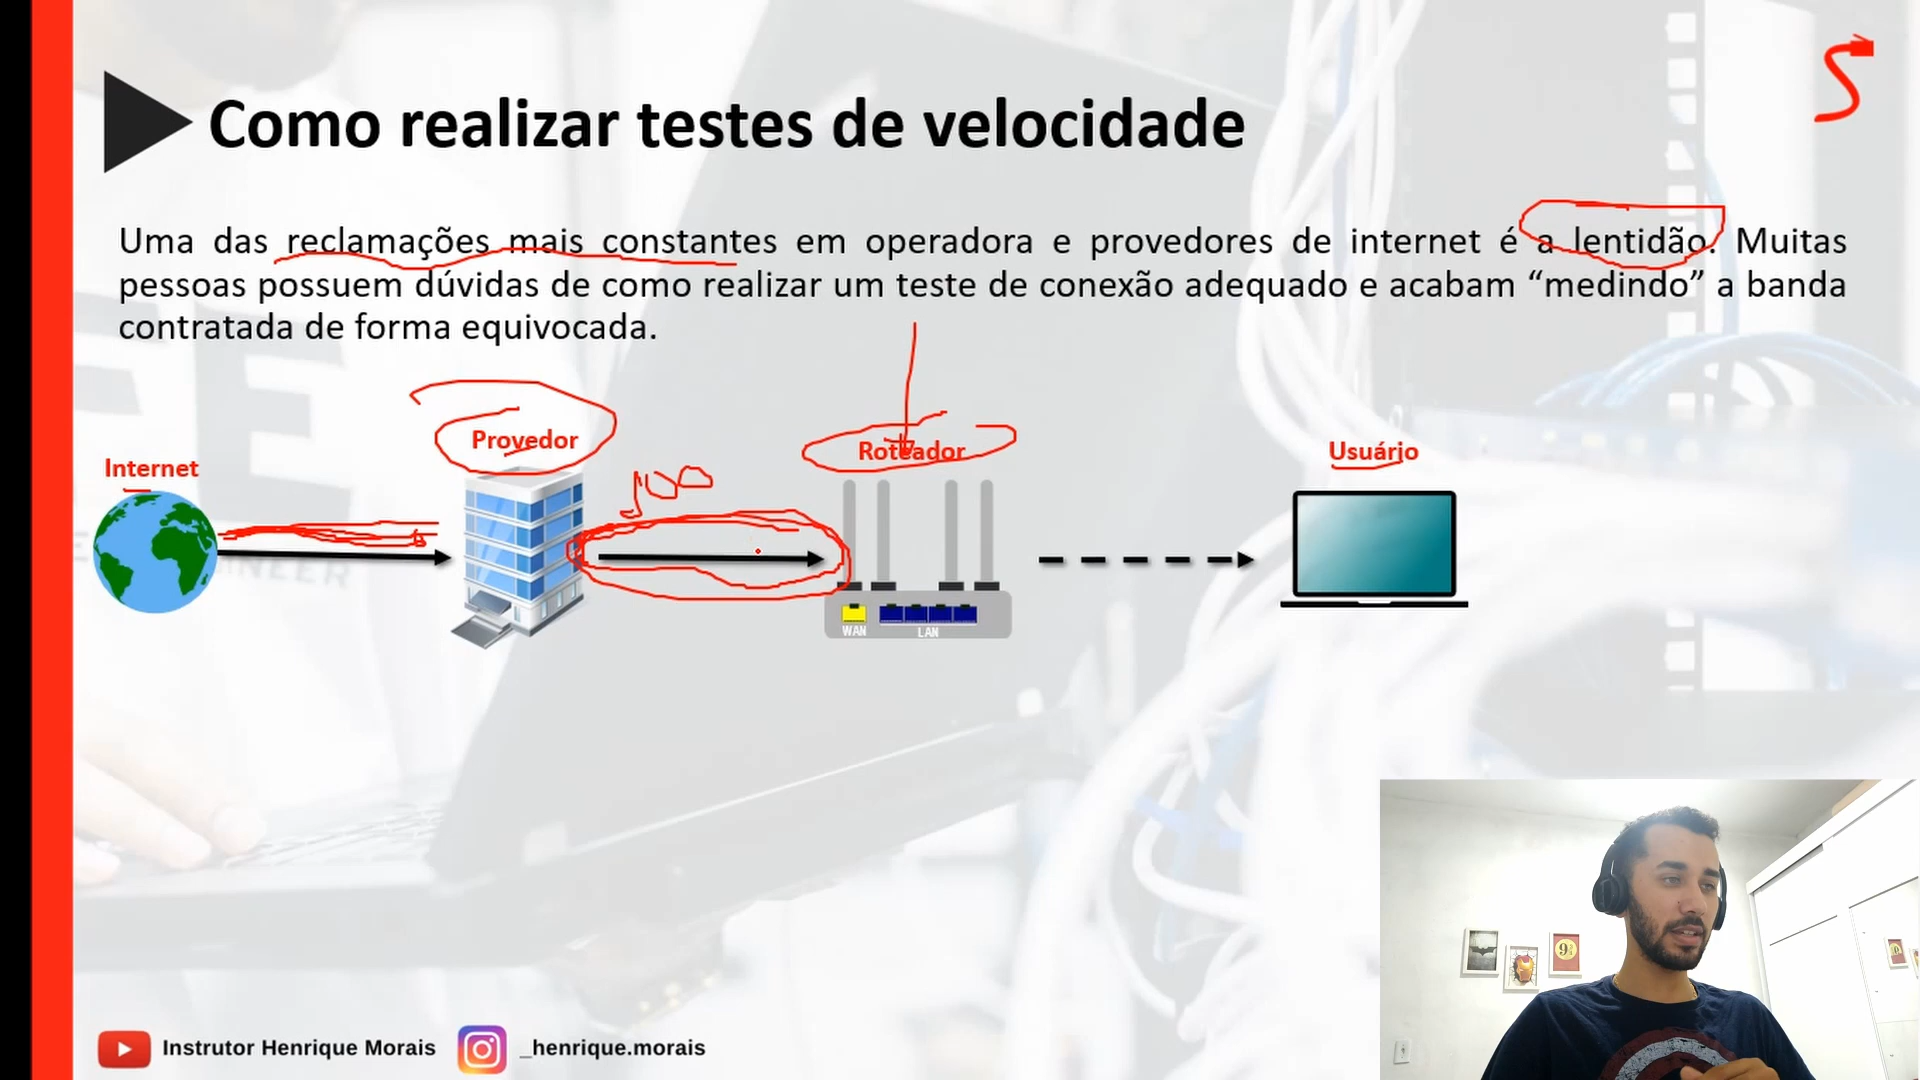 Como realizar testes de velocidade
Uma das reclamações mais constantes em operadora e provedores de internet é a lentidão. Muitas
pessoas possuem dúvidas de como realizar um teste de conexão adequado e acabam “medindo” a banda
contratada de forma equivocada.
Internet
Provedor
Roteador
Usuário
100
WAN
LAN
Instrutor Henrique Morais
_henrique.morais